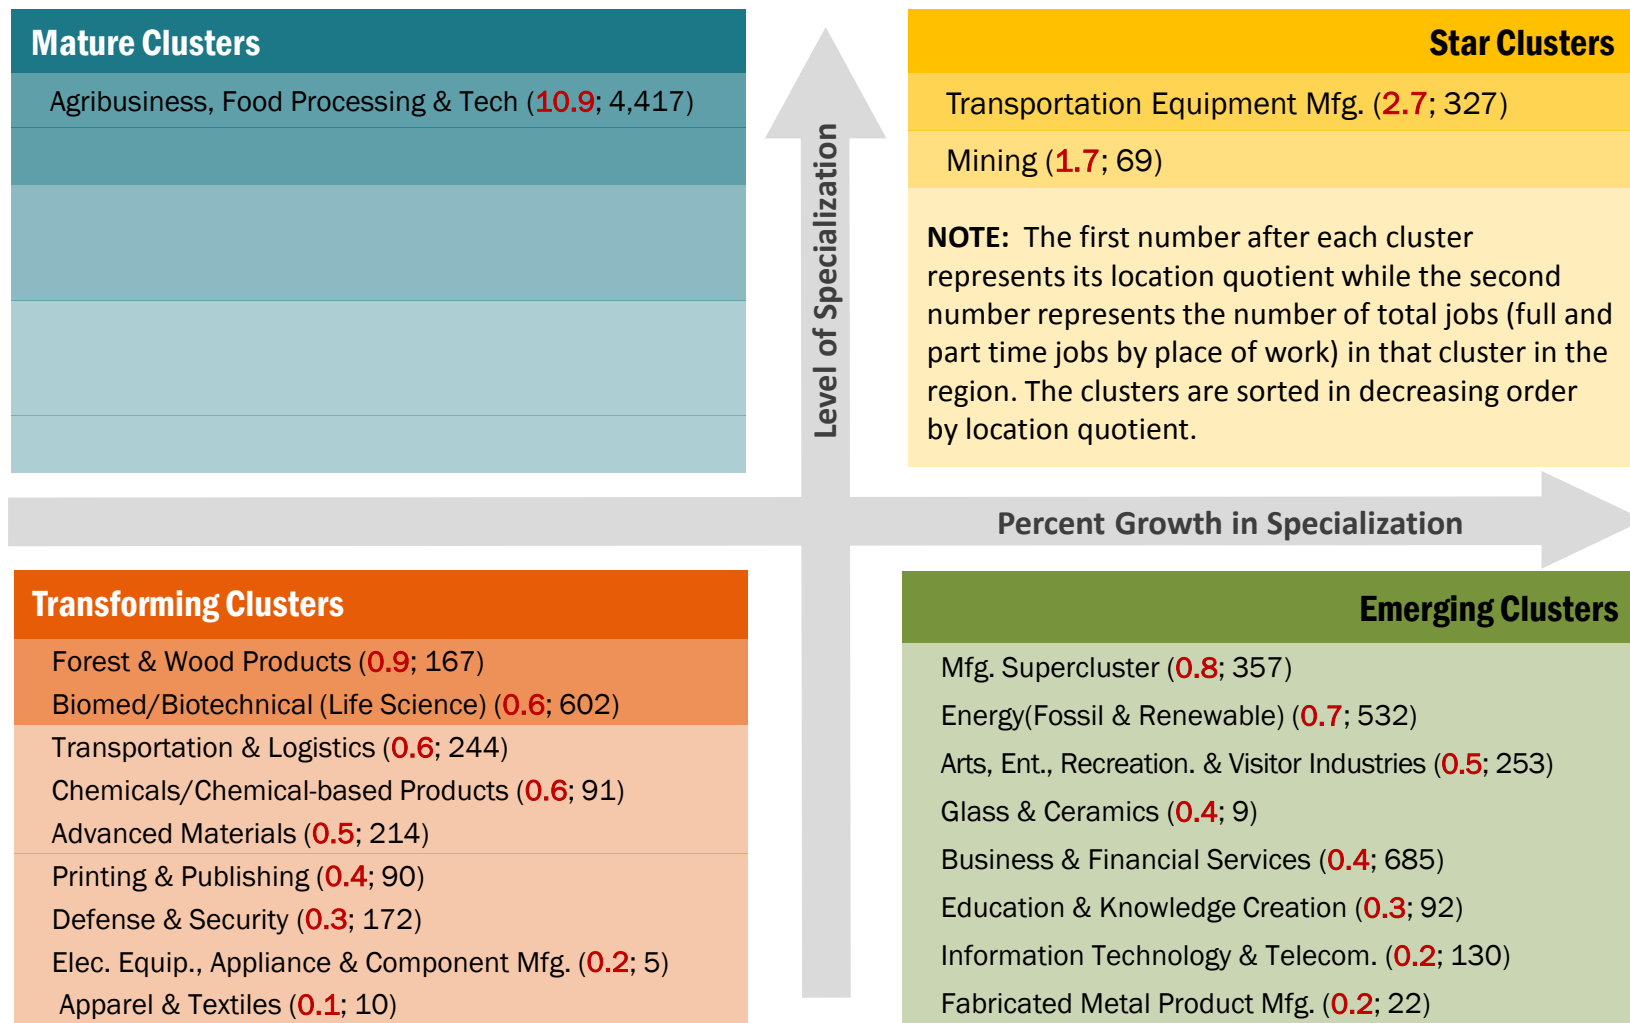 Mature Clusters
Agribusiness, Food Processing & Tech (10.9; 4,417)
Star Clusters
Transportation Equipment Mfg. (2.7; 327)
Mining (1.7; 69)
NOTE: The first number after each cluster
represents its location quotient while the second
number represents the number of total jobs (full and
part time jobs by place of work) in that cluster in the
region. The clusters are sorted in decreasing order
by location quotient.
Level of Specialization
Percent Growth in Specialization
Transforming Clusters
Forest & Wood Products (0.9; 167)
Biomed/Biotechnical (Life Science) (0.6; 602)
Transportation & Logistics (0.6; 244)
Chemicals/Chemical-based Products (0.6; 91)
Advanced Materials (0.5; 214)
Printing & Publishing (0.4; 90)
Defense & Security (0.3; 172)
Elec. Equip., Appliance & Component Mfg. (0.2; 5)
Apparel & Textiles (0.1; 10)
Emerging Clusters
Mfg. Supercluster (0.8; 357)
Energy(Fossil & Renewable) (0.7; 532)
Arts, Ent., Recreation. & Visitor Industries (0.5; 253)
Glass & Ceramics (0.4; 9)
Business & Financial Services (0.4; 685)
Education & Knowledge Creation (0.3; 92)
Information Technology & Telecom. (0.2; 130)
Fabricated Metal Product Mfg. (0.2; 22)